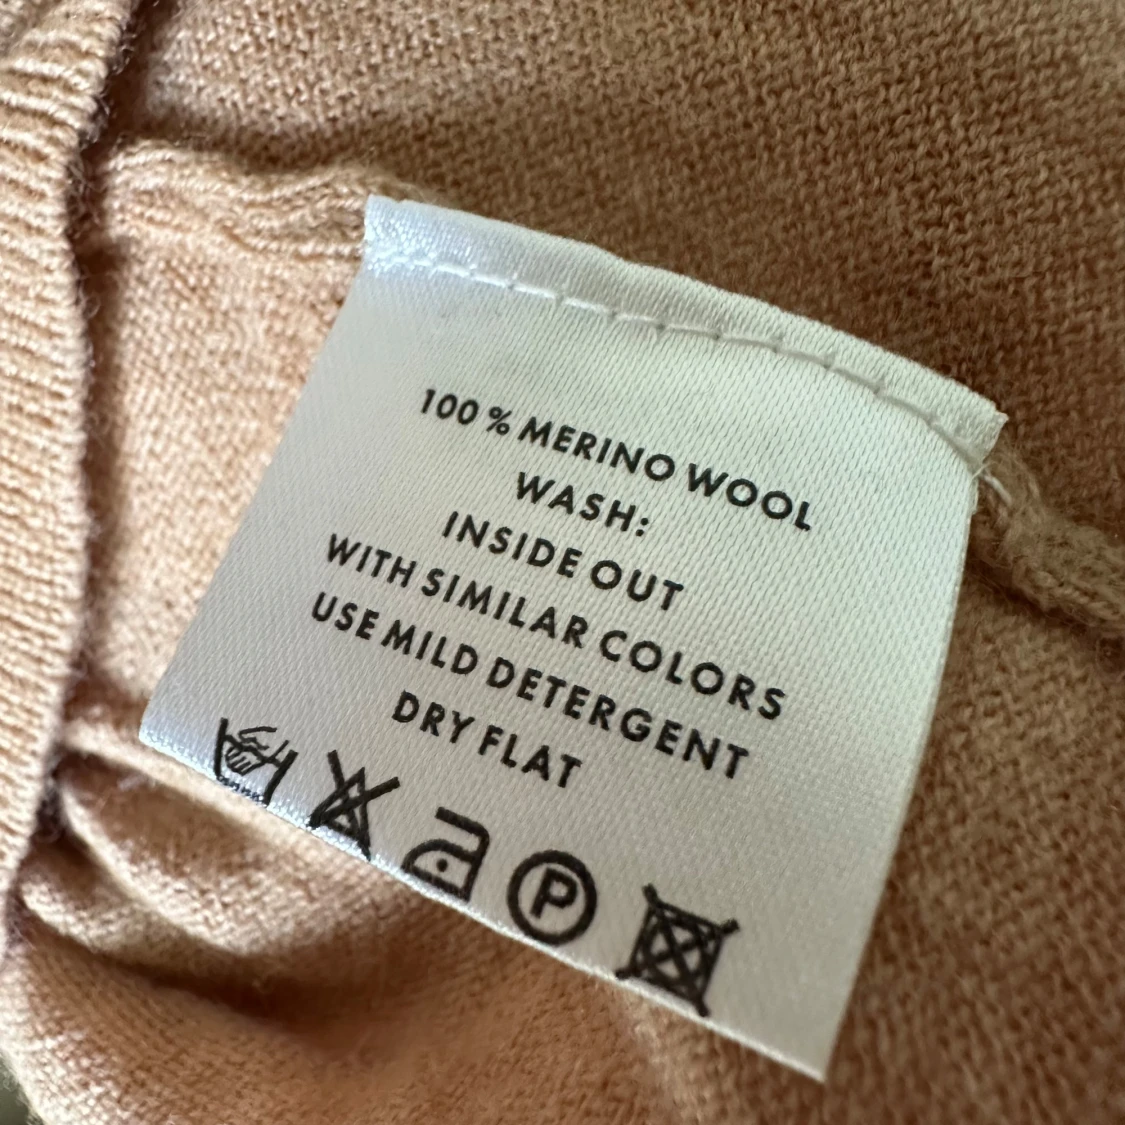 100 % MERINO WOOL
WASH:
INSIDE OUT
WITH SIMILAR COLORS
USE MILD DETERGENT
DRY FLAT
P